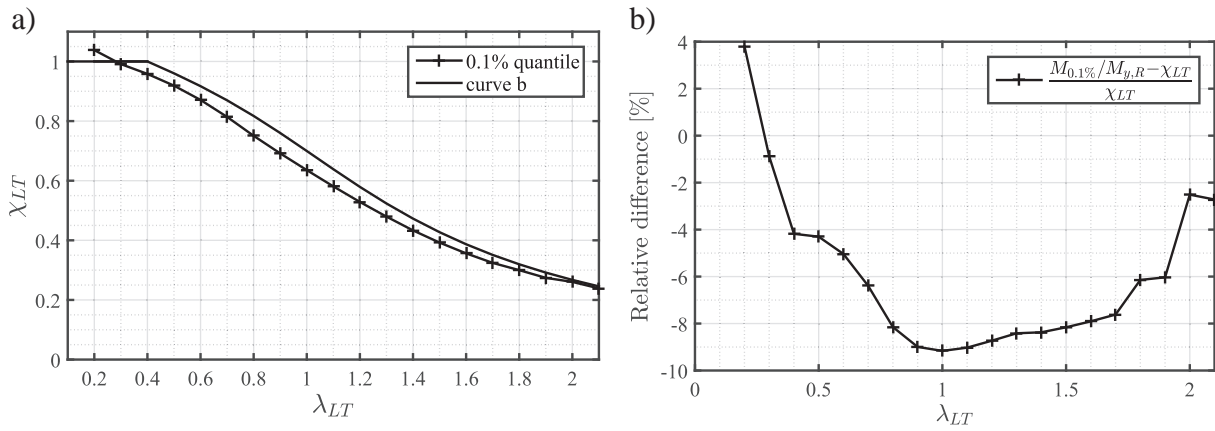 a)
0.1% quantile
curve b
1
0.8
0.6
0.4
0.2
0
χ_LT
0.2 0.4 0.6 0.8 1 1.2 1.4 1.6 1.8 2
λ_LT
b)
M_0.1%/M_y,R−χ_LT
χ_LT
4
2
0
-2
-4
-6
-8
-10
Relative difference [%]
0 0.5 1 1.5 2
λ_LT